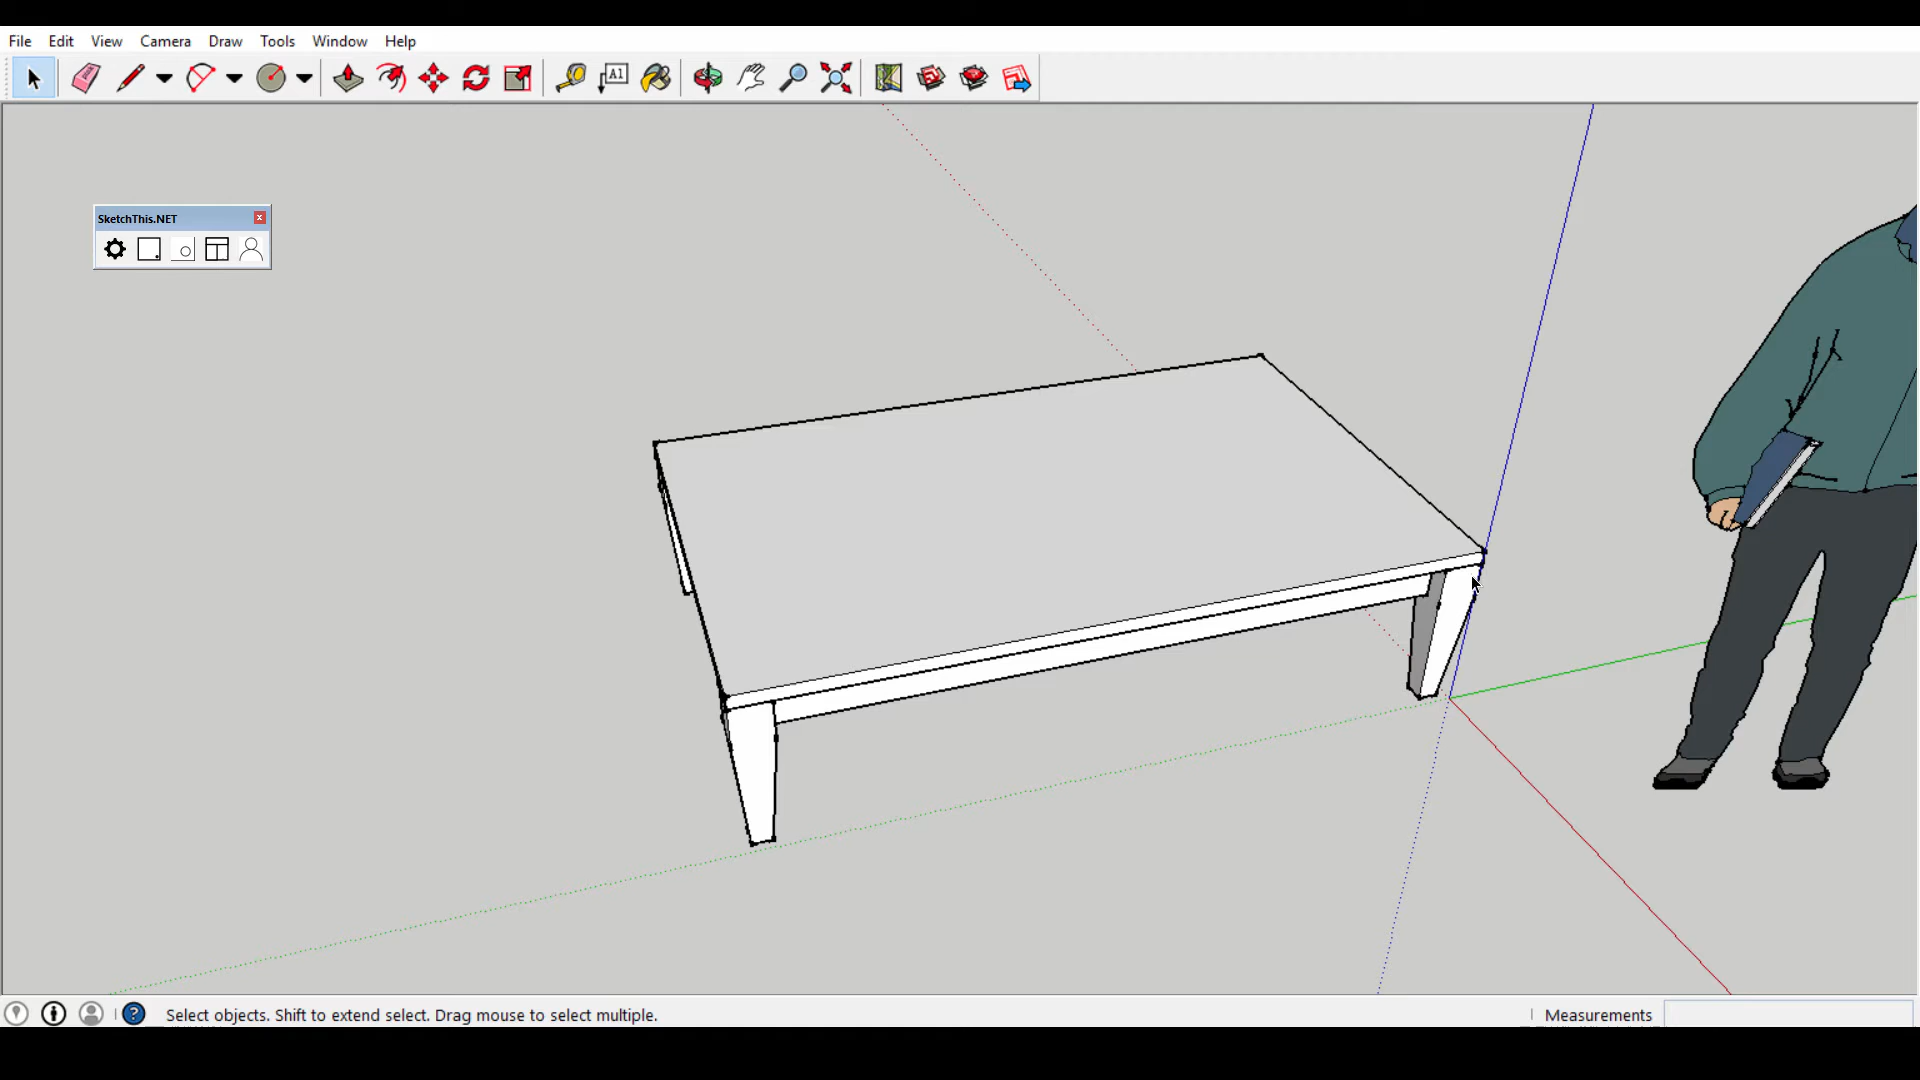 File Edit View Camera Draw Tools Window Help
A1
SketchThis.NET
Select objects. Shift to extend select. Drag mouse to select multiple.
Measurements